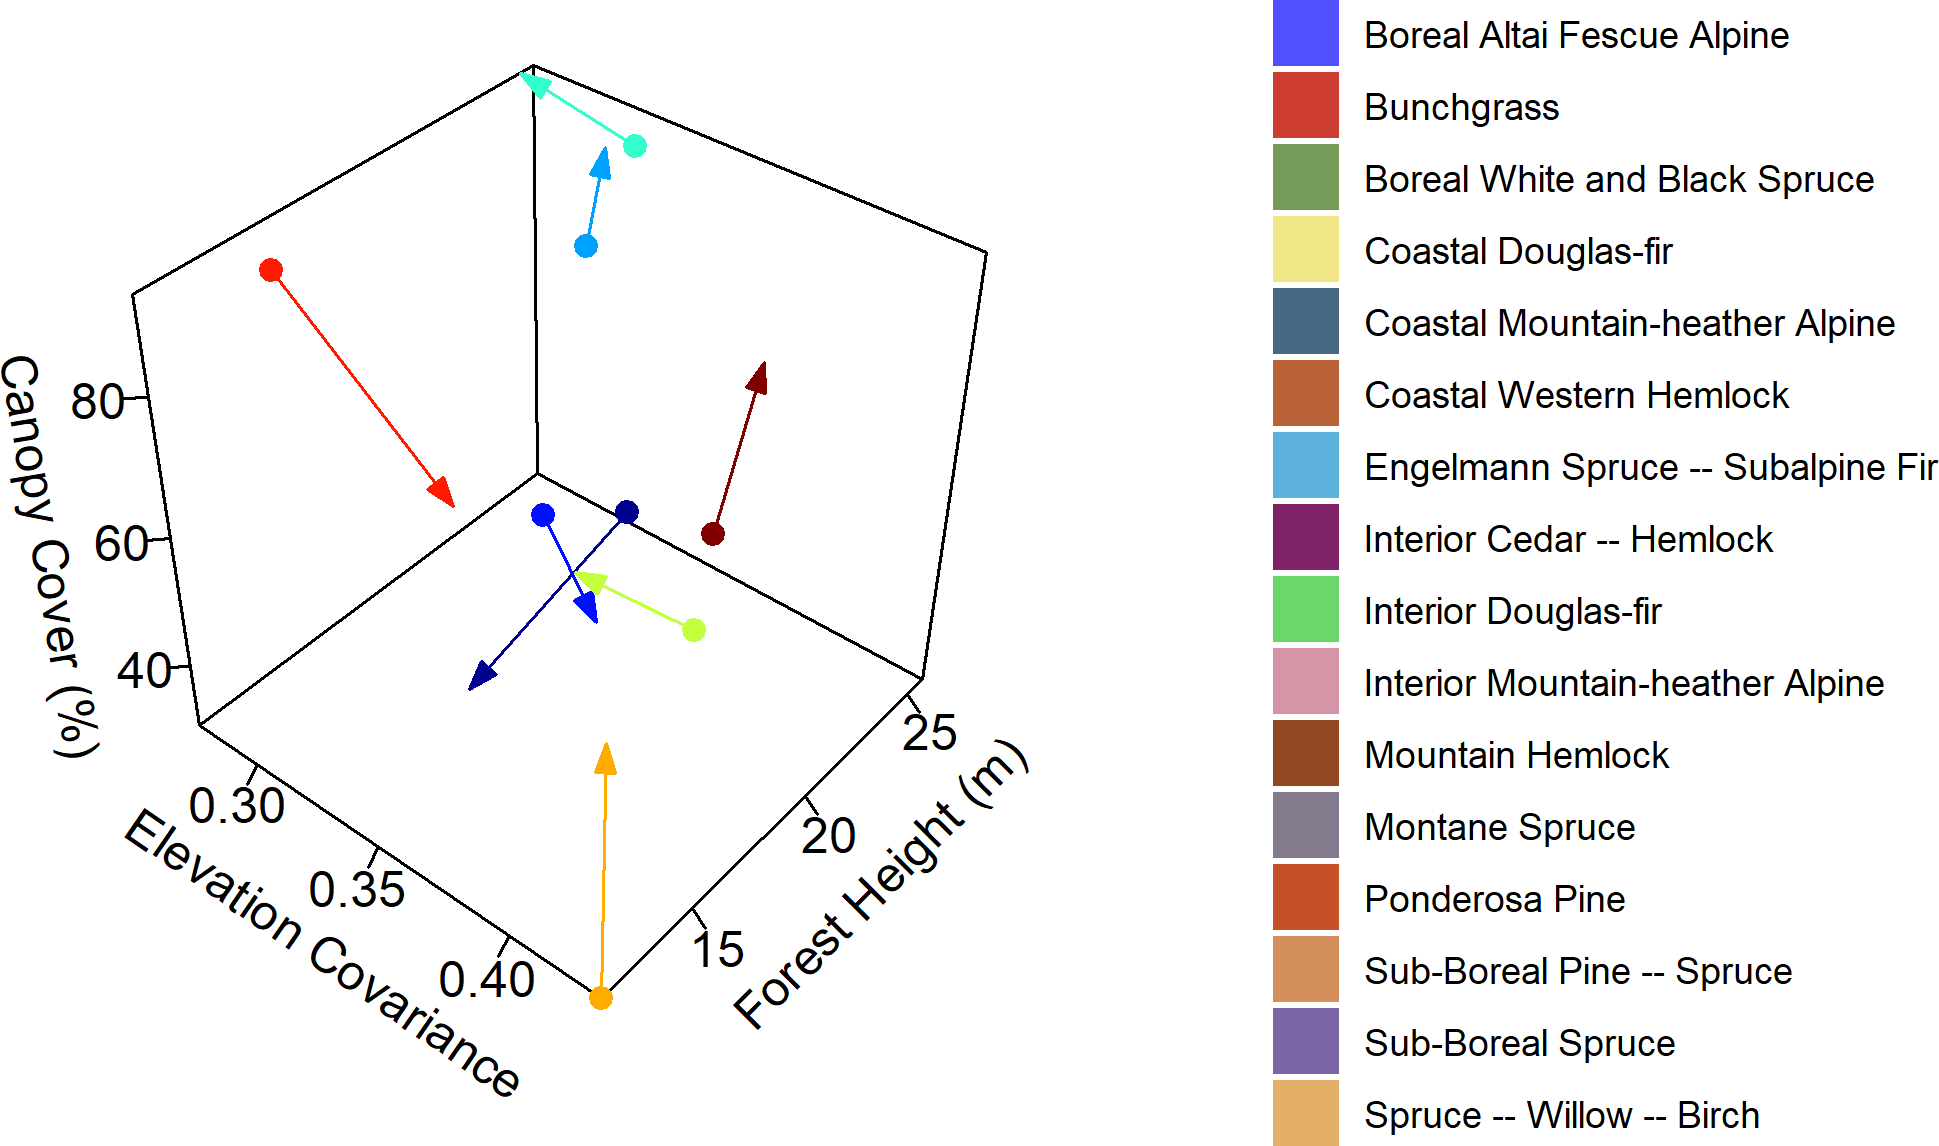 Canopy Cover (%)
80
60
40
0.30
0.35
0.40
Elevation Covariance
15
20
25
Forest Height (m)
Boreal Altai Fescue Alpine
Bunchgrass
Boreal White and Black Spruce
Coastal Douglas-fir
Coastal Mountain-heather Alpine
Coastal Western Hemlock
Engelmann Spruce -- Subalpine Fir
Interior Cedar -- Hemlock
Interior Douglas-fir
Interior Mountain-heather Alpine
Mountain Hemlock
Montane Spruce
Ponderosa Pine
Sub-Boreal Pine -- Spruce
Sub-Boreal Spruce
Spruce -- Willow -- Birch